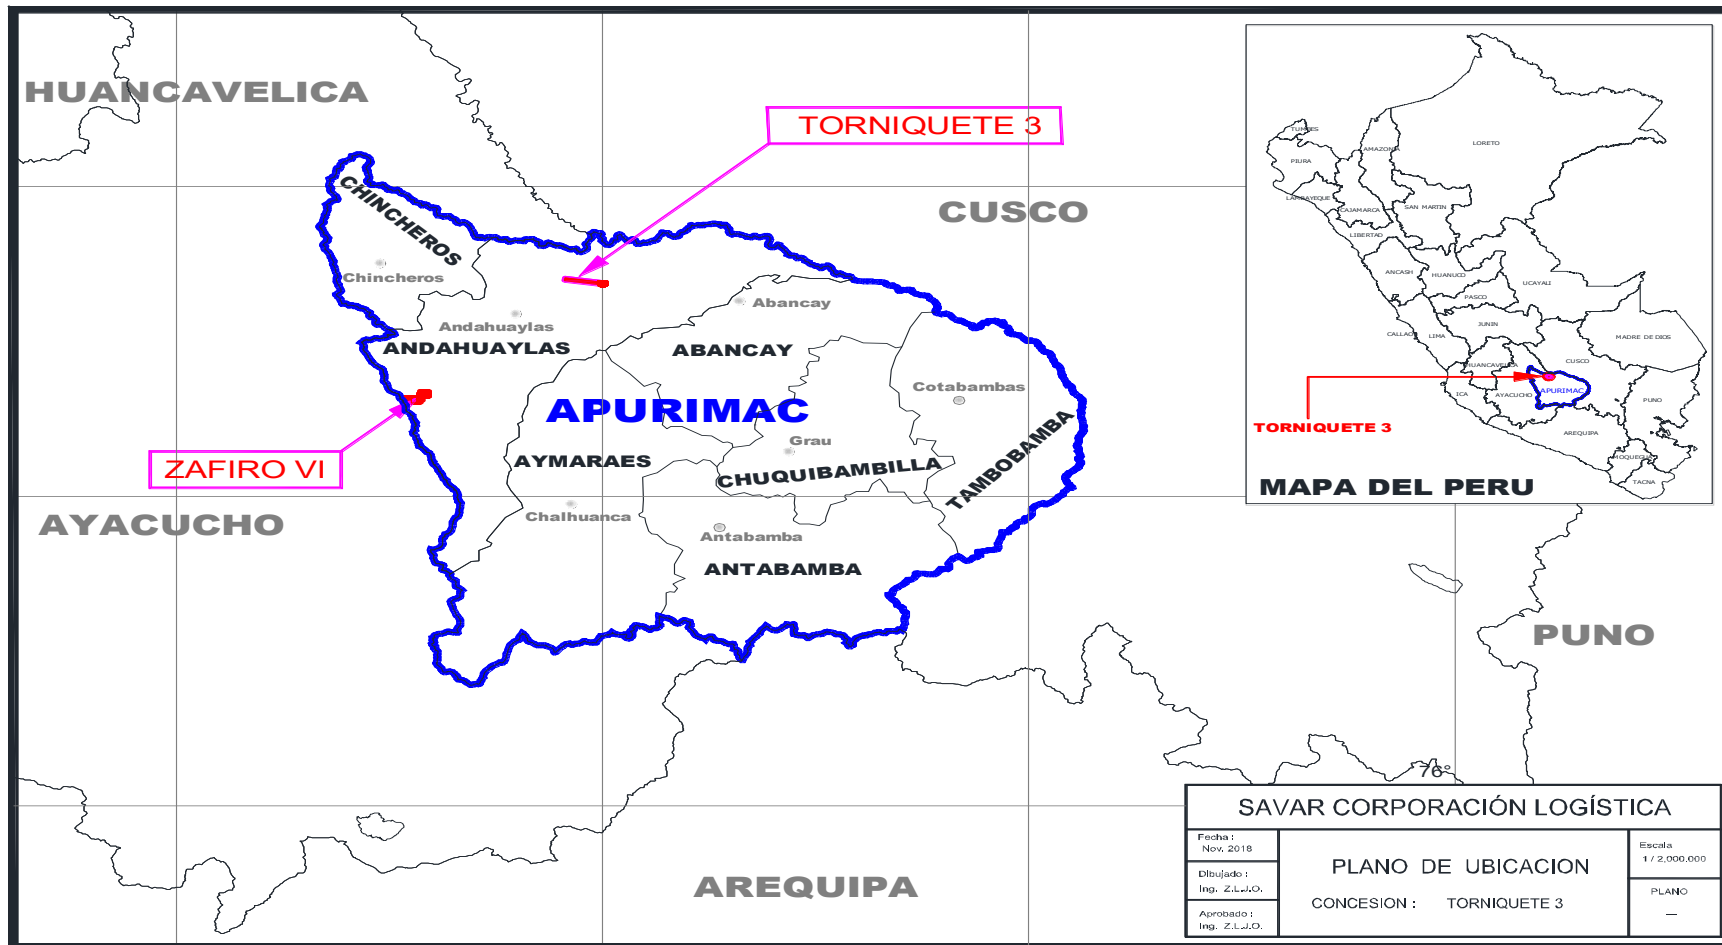 HUANCAVELICA
TORNIQUETE 3
CUSCO
CHINCHEROS
Chincheros
Abancay
Andahuaylas
ANDAHUAYLAS
ABANCAY
Cotabambas
APURIMAC
TAMBOBAMBA
Grau
ZAFIRO VI
AYMARAES
CHUQUIBAMBILLA
AYACUCHO
Chalhuanca
Antabamba
ANTABAMBA
PUNO
AREQUIPA
76°
TUMBES
PIURA
AMAZONA
LORETO
LAMBAYEQUE
CAJAMARCA
SAN MARTIN
LIBERTAD
ANCASH
HUANUCO
UCAYALI
PASCO
JUNIN
CALLAO
LIMA
MADRE DE DIOS
HUANCAVELICA
CUSCO
APURIMAC
ICA
AYACUCHO
PUNO
TORNIQUETE 3
AREQUIPA
MOQUEGUA
TACNA
MAPA DEL PERU
SAVAR CORPORACIÓN LOGÍSTICA
Fecha :
Nov. 2018
Dibujado :
Ing. Z.L.J.O.
Aprobado :
Ing. Z.L.J.O.
PLANO DE UBICACION
CONCESION : TORNIQUETE 3
Escala
1 / 2,000.000
PLANO
—